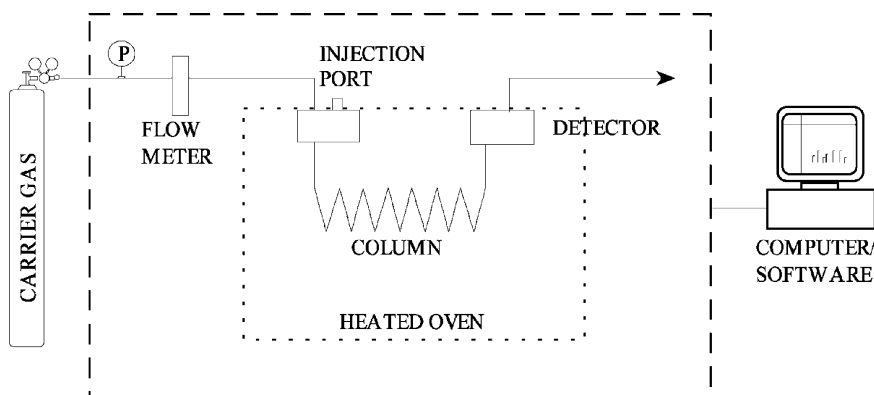 P
INJECTION
PORT
FLOW
METER
DETECTOR
CARRIER GAS
COLUMN
HEATED OVEN
COMPUTER/
SOFTWARE